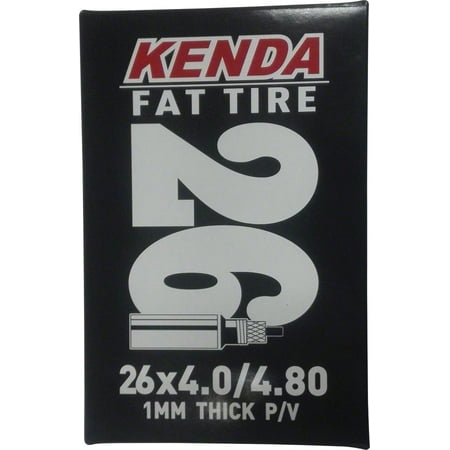 KENDA
FAT TIRE
26
26x4.0/4.80
1MM THICK P/V